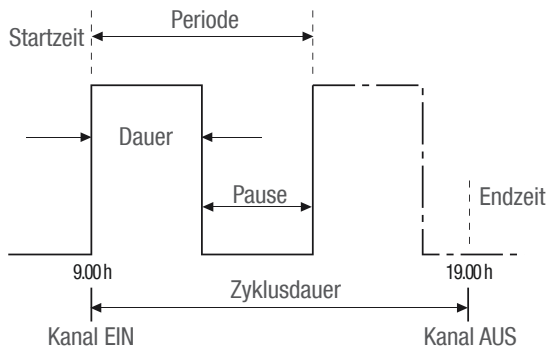 Periode
Startzeit
Dauer
Pause
Endzeit
9.00 h
19.00 h
Zyklusdauer
Kanal EIN
Kanal AUS